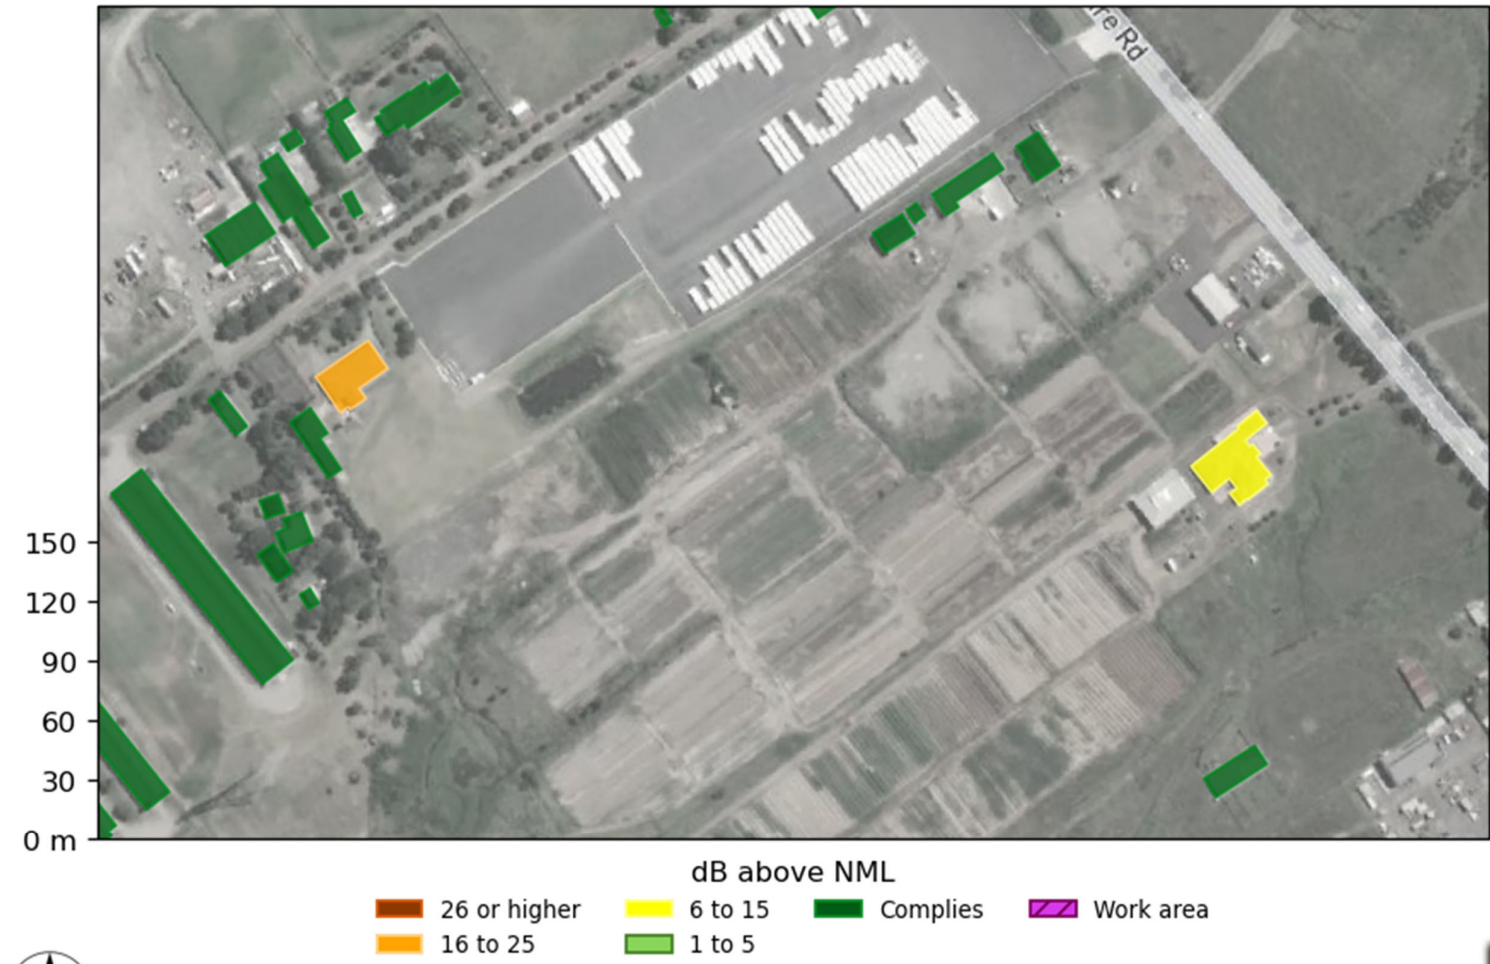 re Rd
150
120
90
60
30
0 m
dB above NML
26 or higher
16 to 25
6 to 15
1 to 5
Complies
Work area